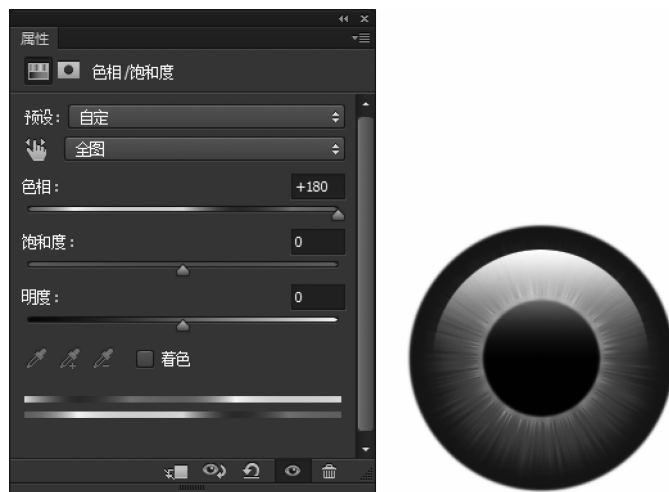 属性
色相/饱和度
预设： 自定
全图
色相： +180
饱和度： 0
明度： 0
着色